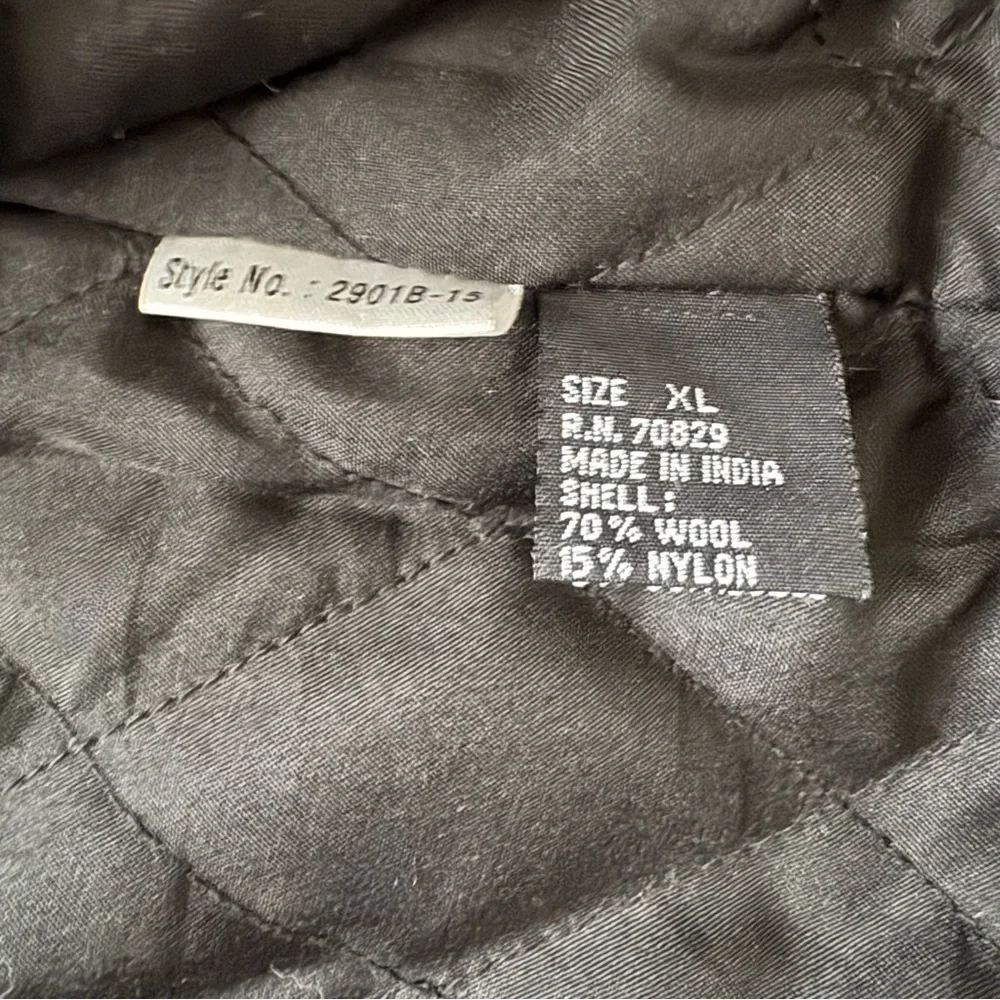 Style No. : 2901B-15
SIZE XL
R.N. 70829
MADE IN INDIA
SHELL:
70% WOOL
15% NYLON